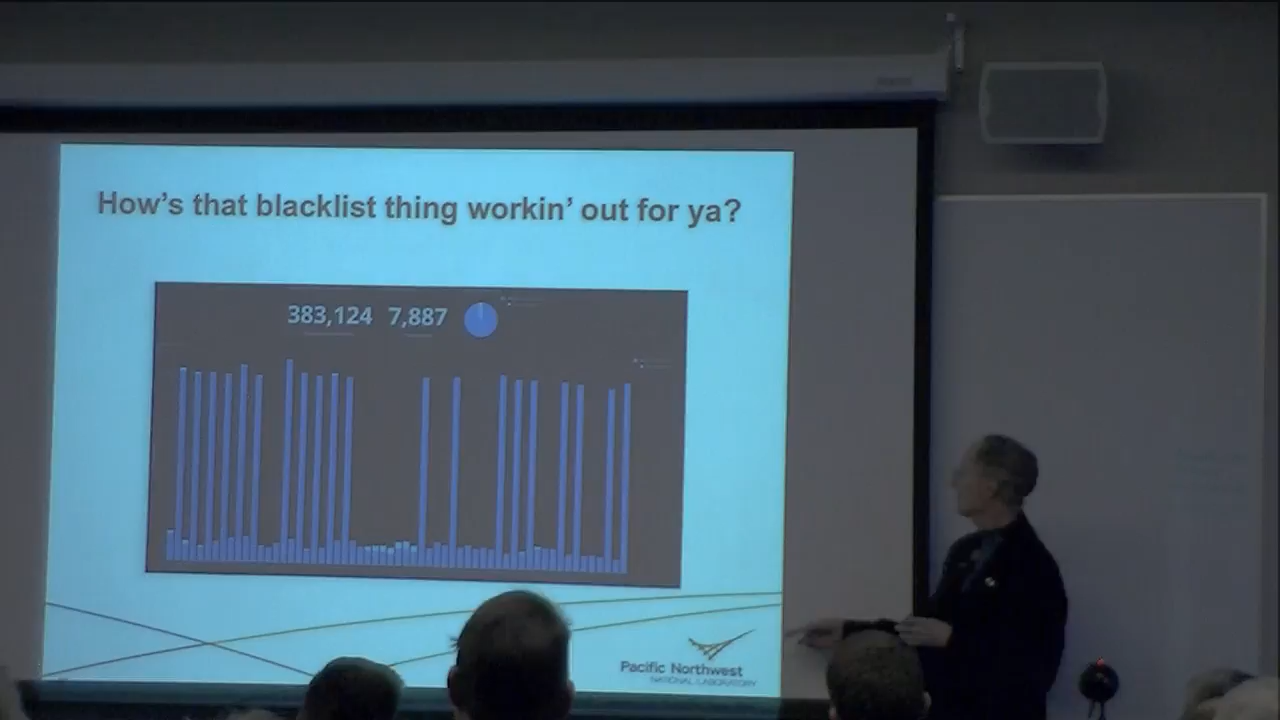 How's that blacklist thing workin' out for ya?
383,124 7,887
Pacific Northwest
NATIONAL LABORATORY